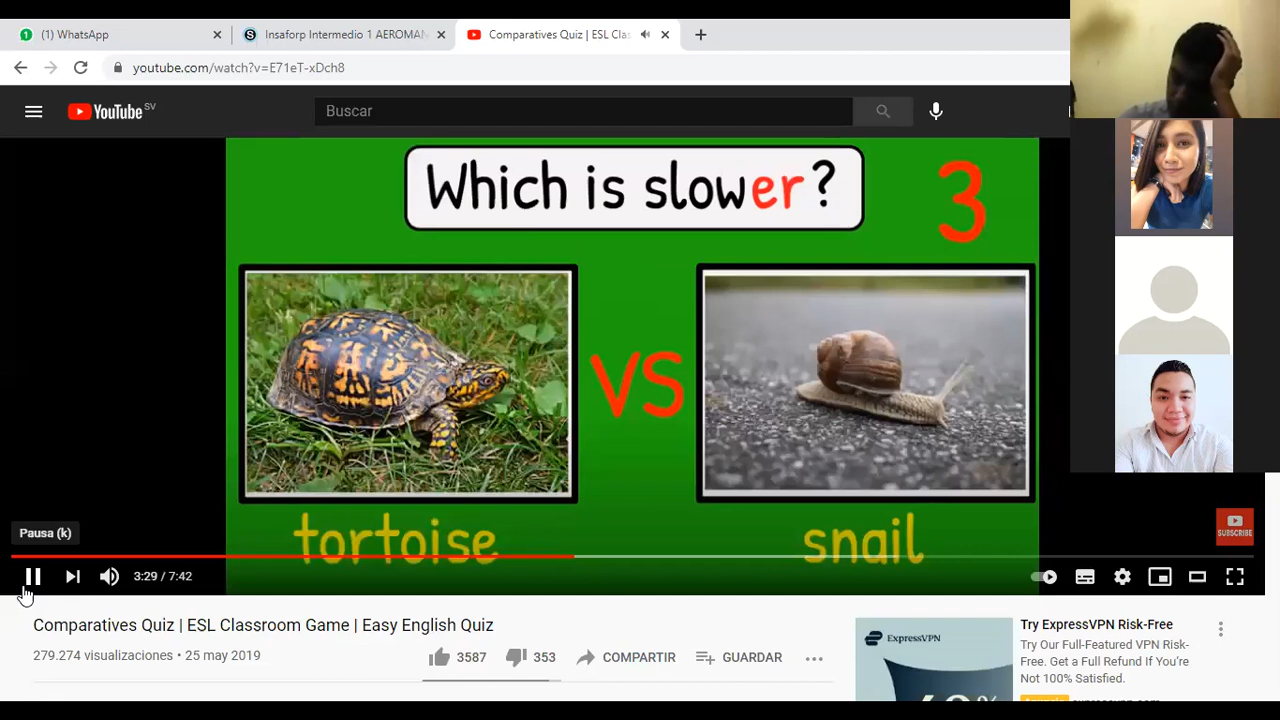 (1) WhatsApp
Insaforp Intermedio 1 AEROMAN
Comparatives Quiz | ESL Clas
youtube.com/watch?v=E71eT-xDch8
YouTube SV
Buscar
Which is slower?
3
VS
tortoise
snail
Pausa (k)
SUBSCRIBE
3:29 / 7:42
Comparatives Quiz | ESL Classroom Game | Easy English Quiz
279.274 visualizaciones • 25 may 2019
3587
353
COMPARTIR
GUARDAR
ExpressVPN
Try ExpressVPN Risk-Free
Try Our Full-Featured VPN Risk-
Free. Get a Full Refund If You're
Not 100% Satisfied.